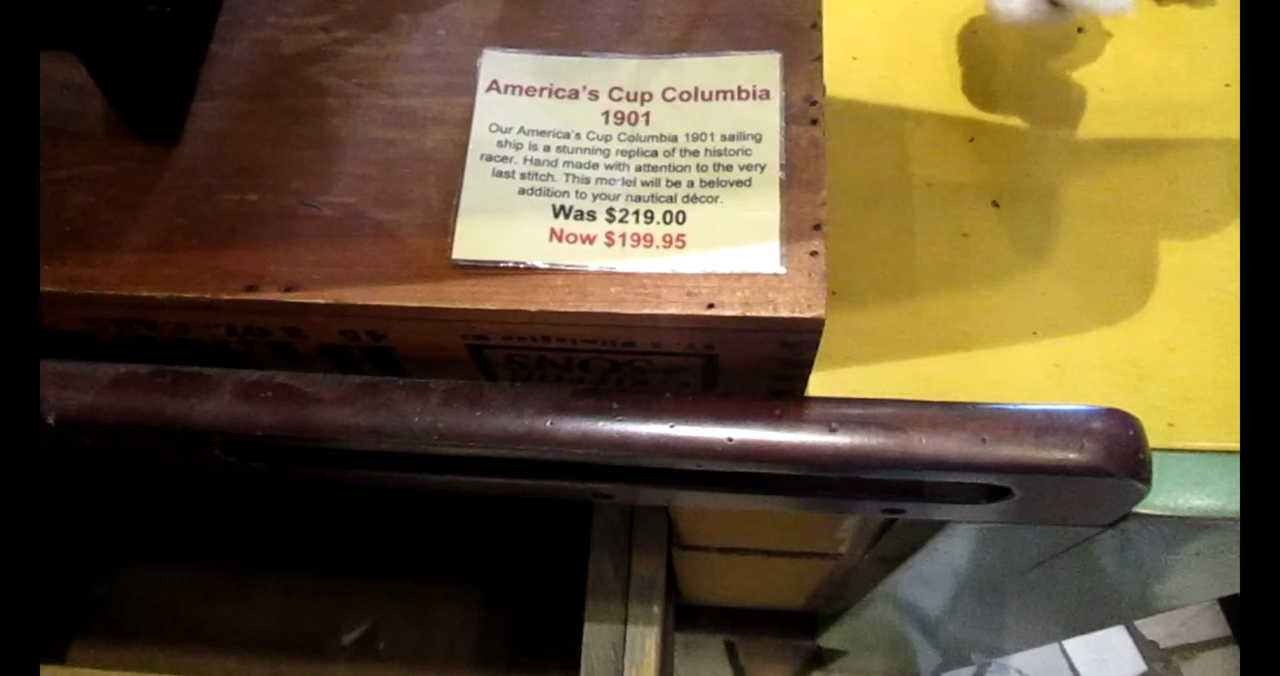 America's Cup Columbia
1901
Our America's Cup Columbia 1901 sailing
ship is a stunning replica of the historic
racer. Hand made with attention to the very
last stitch. This model will be a beloved
addition to your nautical décor.
Was $219.00
Now $199.95
SONS